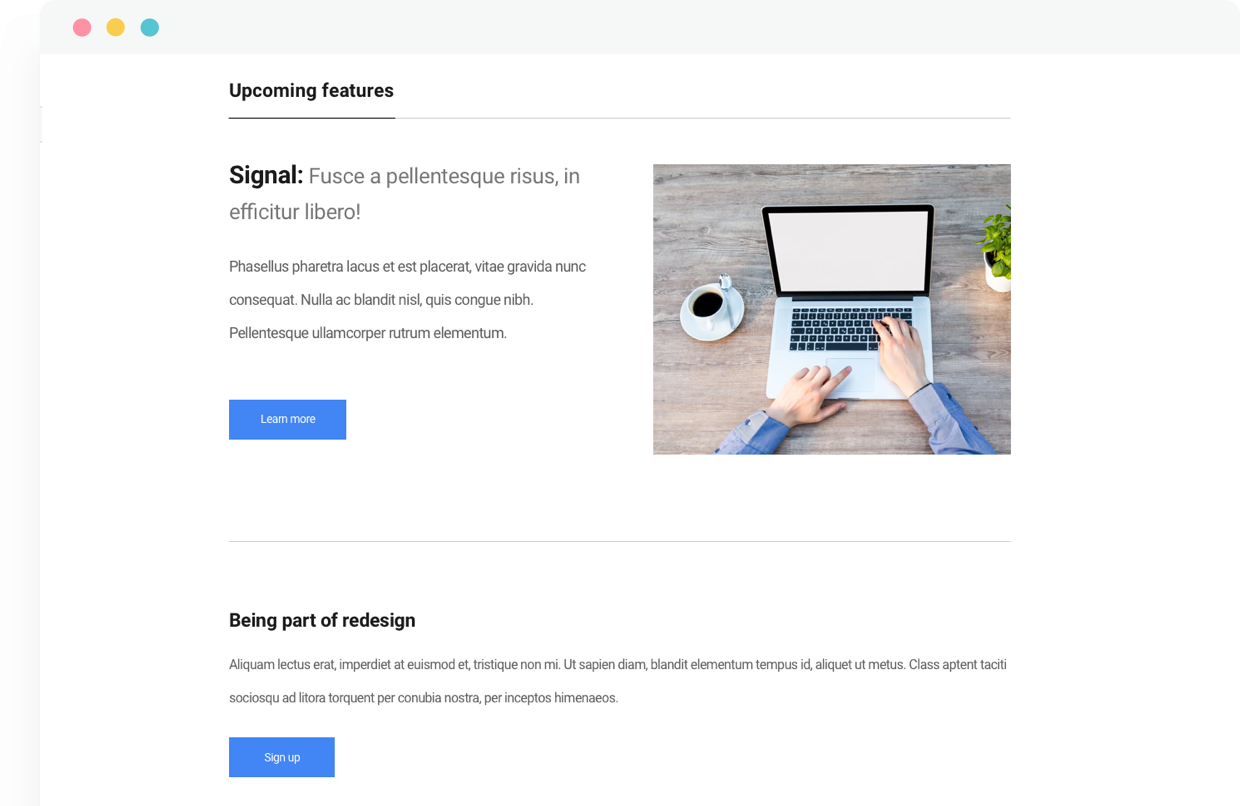 Upcoming features
Signal: Fusce a pellentesque risus, in
efficitur libero!
Phasellus pharetra lacus et est placerat, vitae gravida nunc
consequat. Nulla ac blandit nisl, quis congue nibh.
Pellentesque ullamcorper rutrum elementum.
Learn more
Being part of redesign
Aliquam lectus erat, imperdiet at euismod et, tristique non mi. Ut sapien diam, blandit elementum tempus id, aliquet ut metus. Class aptent taciti
sociosqu ad litora torquent per conubia nostra, per inceptos himenaeos.
Sign up